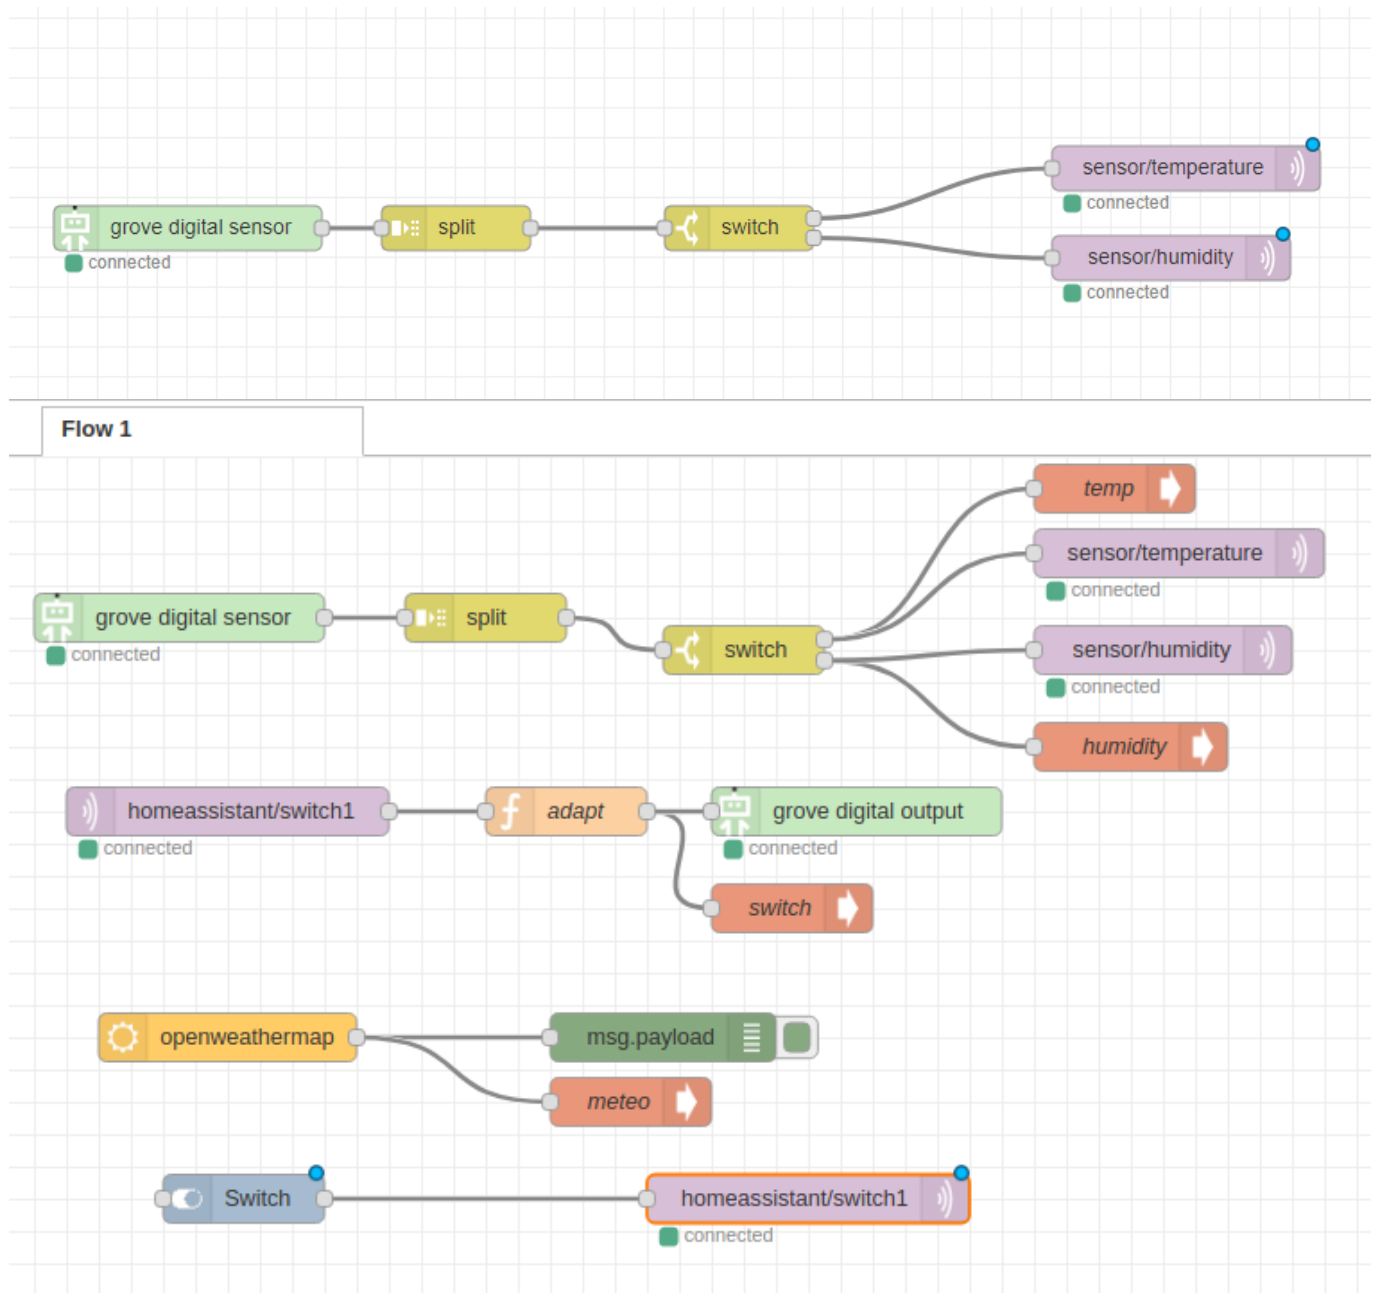 sensor/temperature
connected
grove digital sensor
split
switch
connected
sensor/humidity
connected
Flow 1
temp
sensor/temperature
connected
grove digital sensor
split
connected
switch
sensor/humidity
connected
humidity
homeassistant/switch1
adapt
grove digital output
connected
connected
switch
openweathermap
msg.payload
meteo
Switch
homeassistant/switch1
connected